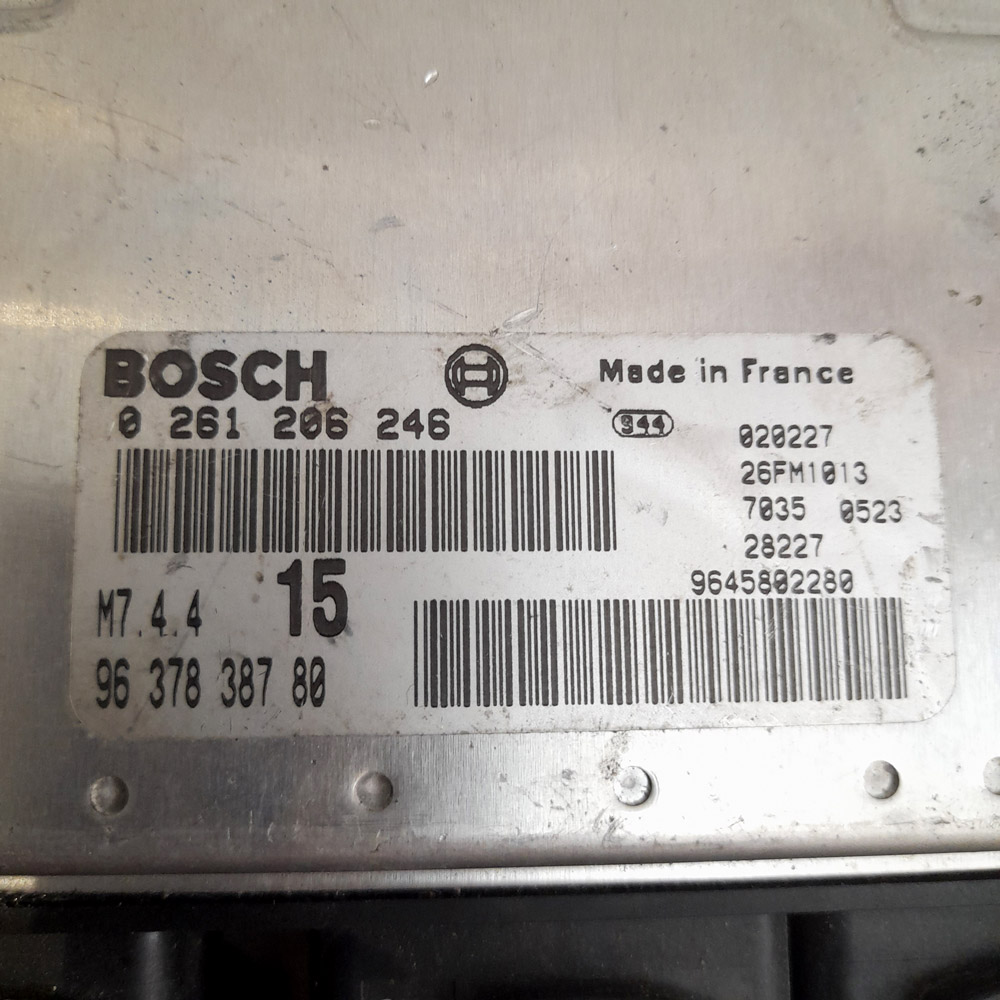 BOSCH
Made in France
0 261 206 246
944
020227
26FM1013
7035 0523
28227
9645802280
M7.4.4
15
96 378 387 80